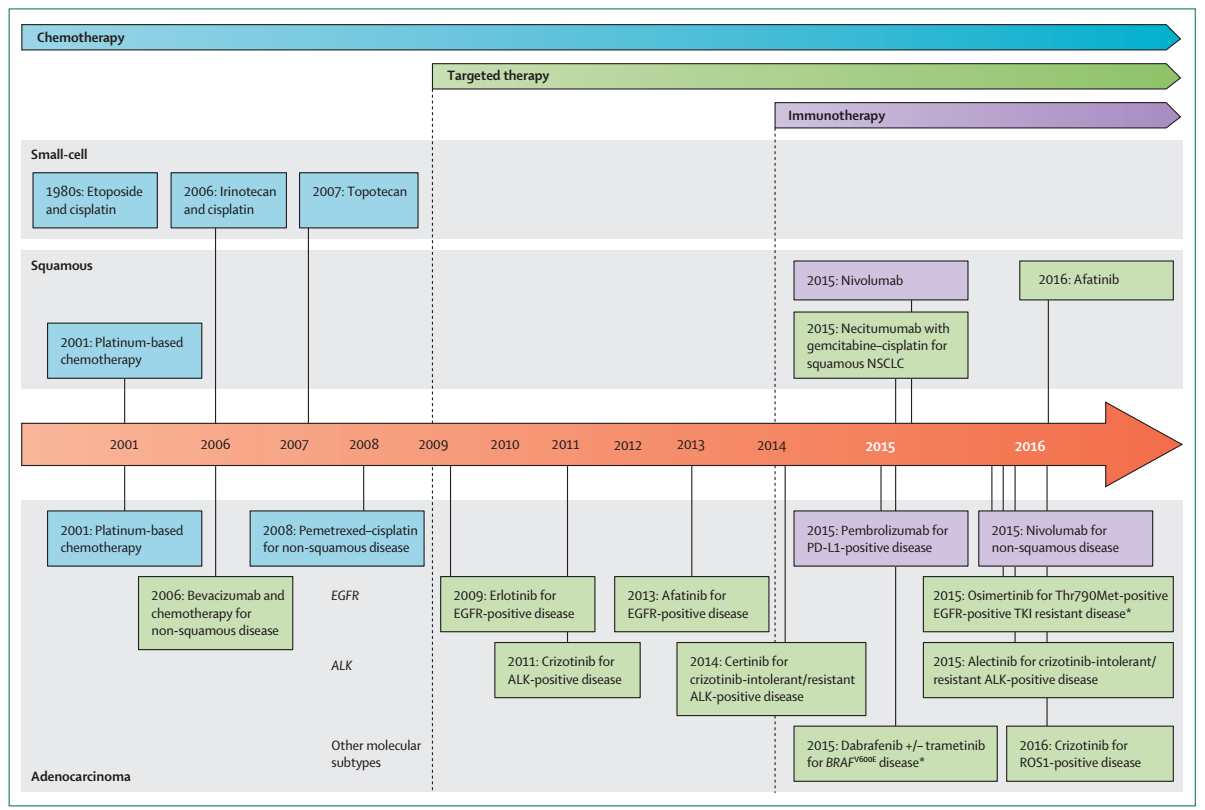 Chemotherapy
Targeted therapy
Immunotherapy
Small-cell
1980s: Etoposide
and cisplatin
2006: Irinotecan
and cisplatin
2007: Topotecan
Squamous
2001: Platinum-based
chemotherapy
2015: Nivolumab
2015: Necitumumab with
gemcitabine–cisplatin for
squamous NSCLC
2016: Afatinib
2001 2006 2007 2008 2009 2010 2011 2012 2013 2014 2015 2016
2001: Platinum-based
chemotherapy
2008: Pemetrexed–cisplatin
for non-squamous disease
2015: Pembrolizumab for
PD-L1-positive disease
2015: Nivolumab for
non-squamous disease
2006: Bevacizumab and
chemotherapy for
non-squamous disease
EGFR
2009: Erlotinib for
EGFR-positive disease
2013: Afatinib for
EGFR-positive disease
2015: Osimertinib for Thr790Met-positive
EGFR-positive TKI resistant disease*
ALK
2011: Crizotinib for
ALK-positive disease
2014: Certinib for
crizotinib-intolerant/resistant
ALK-positive disease
2015: Alectinib for crizotinib-intolerant/
resistant ALK-positive disease
Other molecular
subtypes
2015: Dabrafenib +/– trametinib
for BRAFV600E disease*
2016: Crizotinib for
ROS1-positive disease
Adenocarcinoma